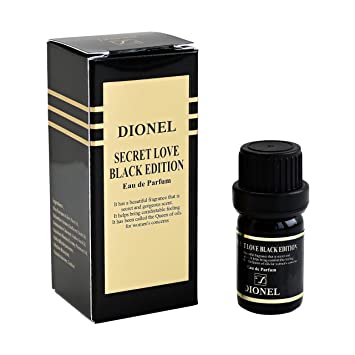 DIONEL
SECRET LOVE
BLACK EDITION
Eau de Parfum
It has a beautiful fragrance that is
secret and gorgeous scent.
It helps being comfortable feeling
It has been called the Queen of oils
for women's concerns
T LOVE BLACK EDITION
Eau de Parfum
DIONEL